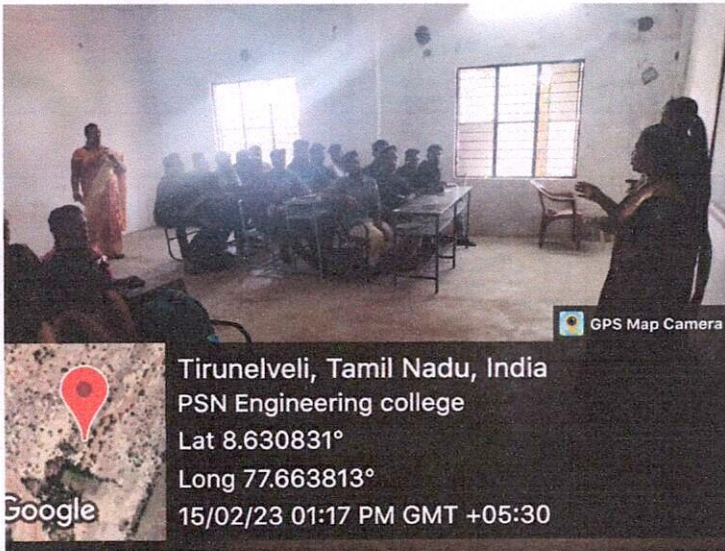 GPS Map Camera
Tirunelveli, Tamil Nadu, India
PSN Engineering college
Lat 8.630831°
Long 77.663813°
15/02/23 01:17 PM GMT +05:30
Google